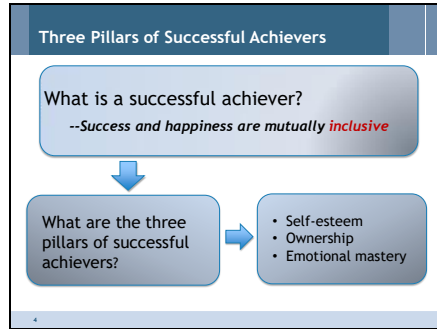 Three Pillars of Successful Achievers
What is a successful achiever?
--Success and happiness are mutually inclusive
What are the three
pillars of successful
achievers?
• Self-esteem
• Ownership
• Emotional mastery
4